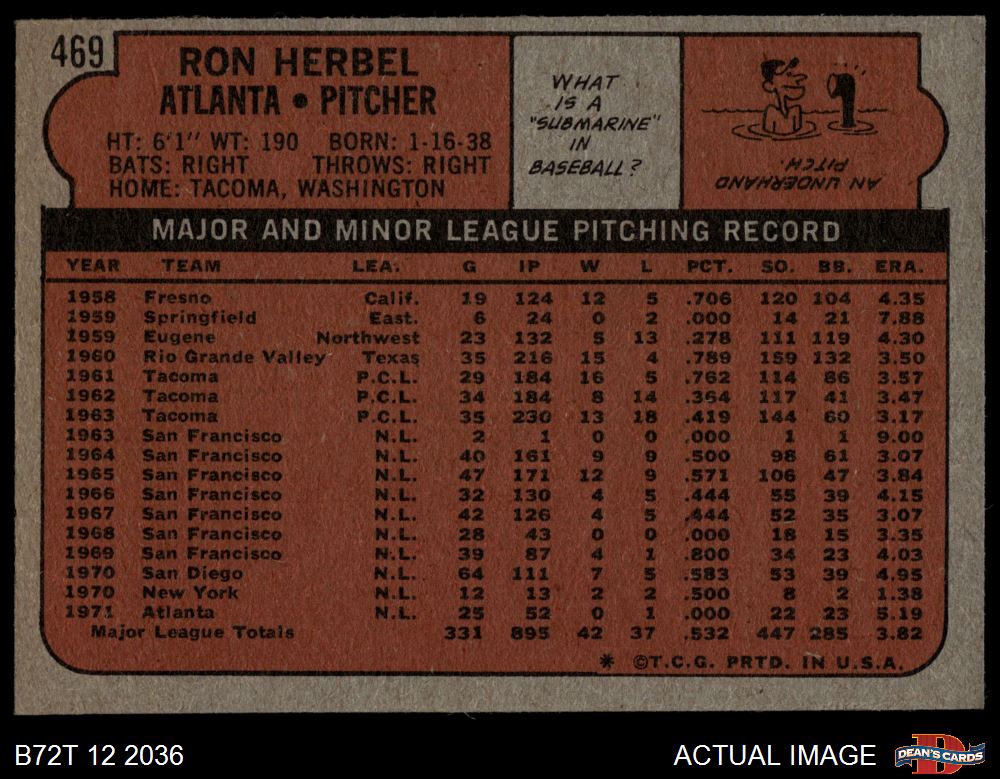 469
RON HERBEL
ATLANTA • PITCHER
HT: 6'1" WT: 190 BORN: 1-16-38
BATS: RIGHT THROWS: RIGHT
HOME: TACOMA, WASHINGTON
WHAT
IS A
"SUBMARINE"
IN
BASEBALL?
AN UNDERHAND
PITCH.
MAJOR AND MINOR LEAGUE PITCHING RECORD
YEAR TEAM LEA. G IP W L PCT. SO. BB. ERA.
1958 Fresno Calif. 19 124 12 5 .706 120 104 4.35
1959 Springfield East. 6 24 0 2 .000 14 21 7.88
1959 Eugene Northwest 23 132 5 13 .278 111 119 4.30
1960 Rio Grande Valley Texas 35 216 15 4 .789 159 132 3.50
1961 Tacoma P.C.L. 29 184 16 5 .762 114 86 3.57
1962 Tacoma P.C.L. 34 184 8 14 .364 117 41 3.47
1963 Tacoma P.C.L. 35 230 13 18 .419 144 60 3.17
1963 San Francisco N.L. 2 1 0 0 .000 1 1 9.00
1964 San Francisco N.L. 40 161 9 9 .500 98 61 3.07
1965 San Francisco N.L. 47 171 12 9 .571 106 47 3.84
1966 San Francisco N.L. 32 130 4 5 .444 55 39 4.15
1967 San Francisco N.L. 42 126 4 5 .444 52 35 3.07
1968 San Francisco N.L. 28 43 0 0 .000 18 15 3.35
1969 San Francisco N.L. 39 87 4 1 .800 34 23 4.03
1970 San Diego N.L. 64 111 7 5 .583 53 39 4.95
1970 New York N.L. 12 13 2 2 .500 8 2 1.38
1971 Atlanta N.L. 25 52 0 1 .000 22 23 5.19
Major League Totals 331 895 42 37 .532 447 285 3.82
* ©T.C.G. PRTD. IN U.S.A.
B72T 12 2036
ACTUAL IMAGE
DEAN'S CARDS